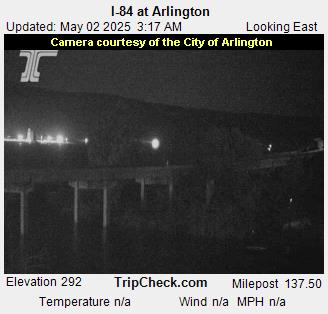 I-84 at Arlington
Updated: May 02 2025 3:17 AM Looking East
Camera courtesy of the City of Arlington
Elevation 292 TripCheck.com Milepost 137.50
Temperature n/a Wind n/a MPH n/a